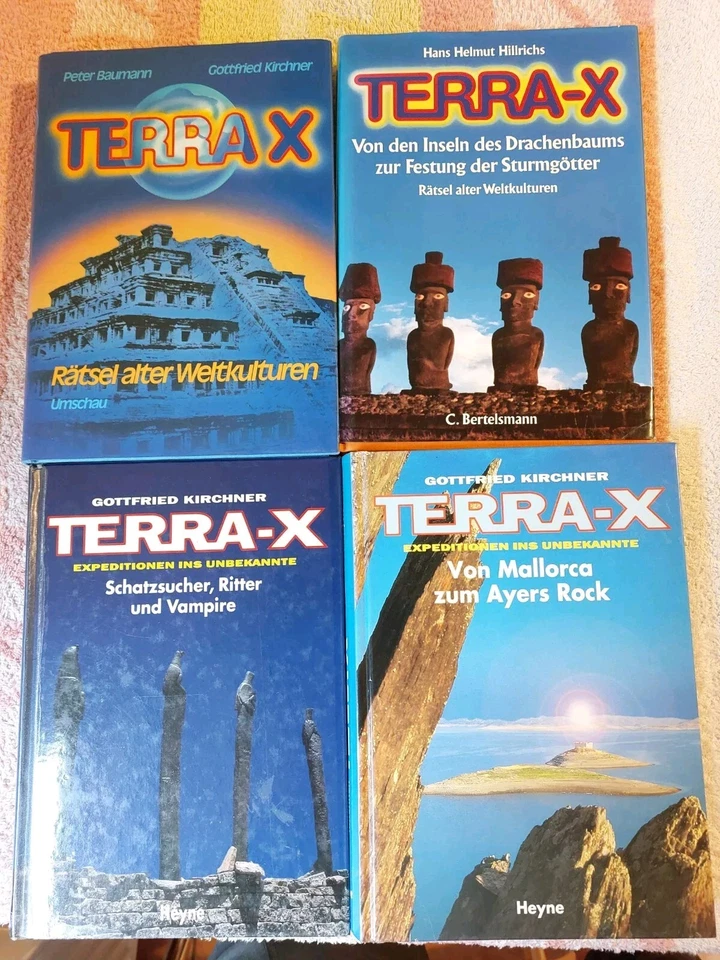 Peter Baumann Gottfried Kirchner
TERRA X
Rätsel alter Weltkulturen
Umschau
Hans Helmut Hillrichs
TERRA-X
Von den Inseln des Drachenbaums
zur Festung der Sturmgötter
Rätsel alter Weltkulturen
C. Bertelsmann
GOTTFRIED KIRCHNER
TERRA-X
EXPEDITIONEN INS UNBEKANNTE
Schatzsucher, Ritter
und Vampire
Heyne
GOTTFRIED KIRCHNER
TERRA-X
EXPEDITIONEN INS UNBEKANNTE
Von Mallorca
zum Ayers Rock
Heyne